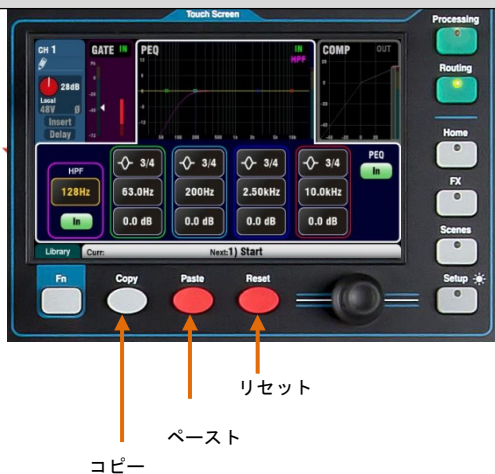 Touch Screen
Processing
Routing
Home
FX
Scenes
Setup
CH 1
GATE IN
PEQ
IN
HPF
COMP
OUT
28dB
Local
48V Ø
Insert
Delay
HPF
128Hz
In
3/4
63.0Hz
0.0 dB
3/4
200Hz
0.0 dB
3/4
2.50kHz
0.0 dB
3/4
10.0kHz
0.0 dB
PEQ
In
Library
Curr:
Next:1) Start
Fn
Copy
Paste
Reset
リセット
ペースト
コピー